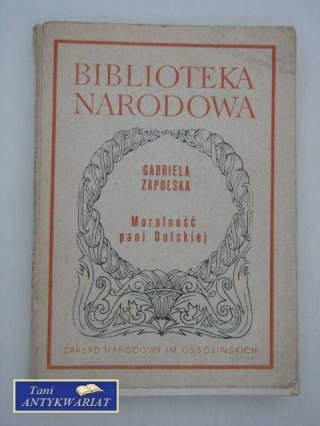 BIBLIOTEKA
NARODOWA
GABRIELA
ZAPOLSKA
Moralność
pani Dulskiej
ZAKŁAD NARODOWY IM. OSSOLIŃSKICH
Tani
ANTYKWARIAT